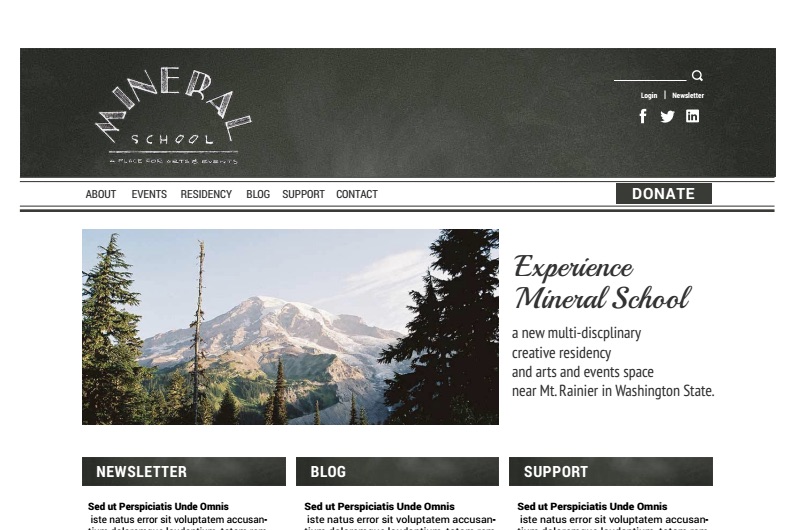 MINERAL
SCHOOL
A PLACE FOR ARTS & EVENTS
Login | Newsletter
ABOUT EVENTS RESIDENCY BLOG SUPPORT CONTACT DONATE
Experience
Mineral School
a new multi-discplinary
creative residency
and arts and events space
near Mt. Rainier in Washington State.
NEWSLETTER BLOG SUPPORT
Sed ut Perspiciatis Unde Omnis Sed ut Perspiciatis Unde Omnis Sed ut Perspiciatis Unde Omnis
iste natus error sit voluptatem accusan- iste natus error sit voluptatem accusan- iste natus error sit voluptatem accusan-